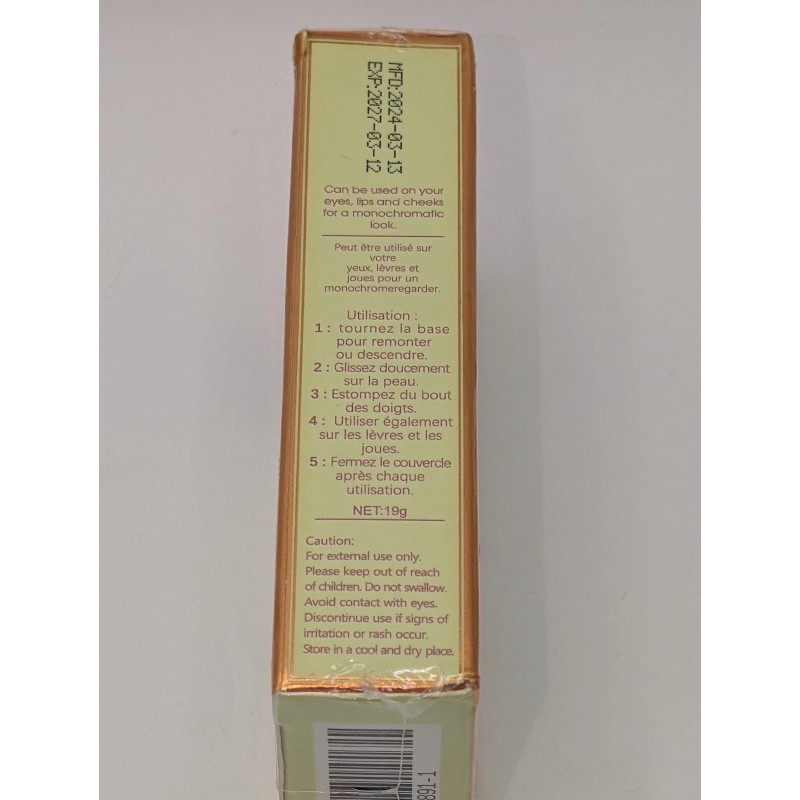 MFD:2024-03-13
EXP:2027-03-12
Can be used on your
eyes, lips and cheeks
for a monochromatic
look.
Peut être utilisé sur
votre
yeux, lèvres et
joues pour un
monochromeregarder.
Utilisation :
1 : tournez la base
pour remonter
ou descendre.
2 : Glissez doucement
sur la peau.
3 : Estompez du bout
des doigts.
4 : Utiliser également
sur les lèvres et les
joues.
5 : Fermez le couvercle
après chaque
utilisation.
NET:19g
Caution:
For external use only.
Please keep out of reach
of children. Do not swallow.
Avoid contact with eyes.
Discontinue use if signs of
irritation or rash occur.
Store in a cool and dry place.
891-1